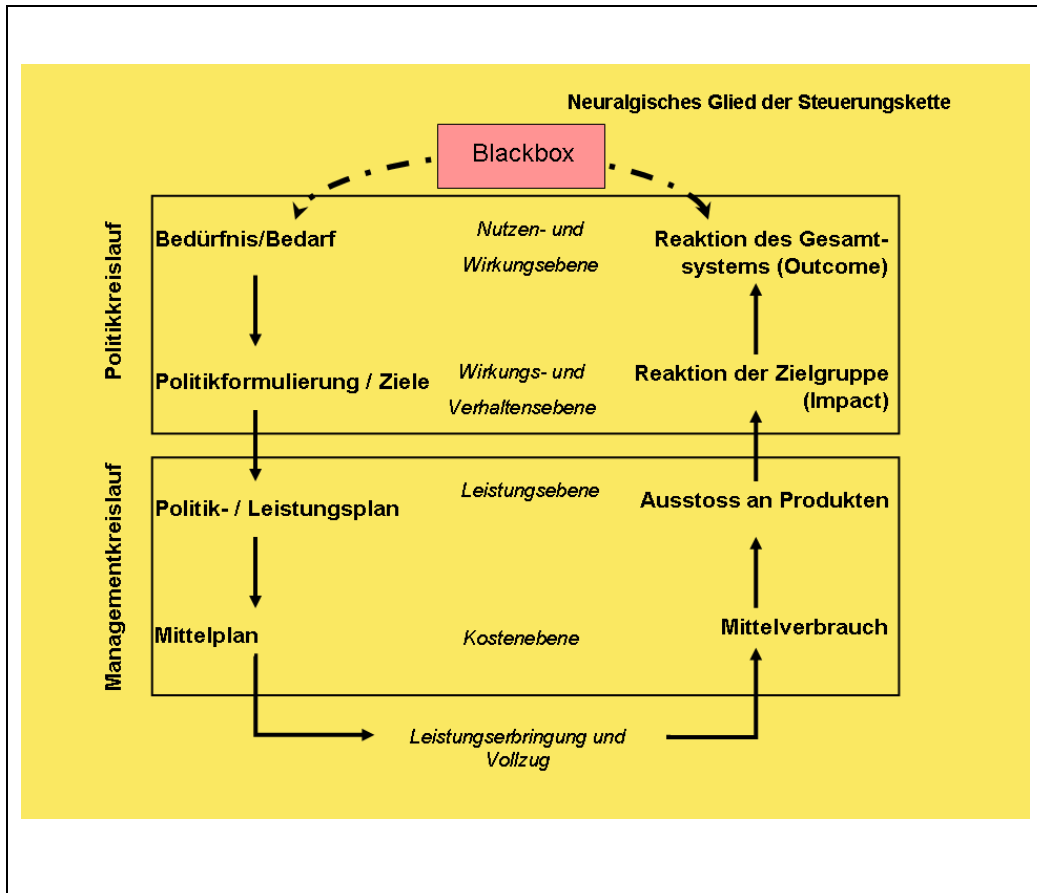 Neuralgisches Glied der Steuerungskette
Blackbox
Politikkreislauf
Bedürfnis/Bedarf
Nutzen- und
Wirkungsebene
Reaktion des Gesamt-
systems (Outcome)
Politikformulierung / Ziele
Wirkungs- und
Verhaltensebene
Reaktion der Zielgruppe
(Impact)
Managementkreislauf
Politik- / Leistungsplan
Leistungsebene
Ausstoss an Produkten
Mittelplan
Kostenebene
Mittelverbrauch
Leistungserbringung und
Vollzug